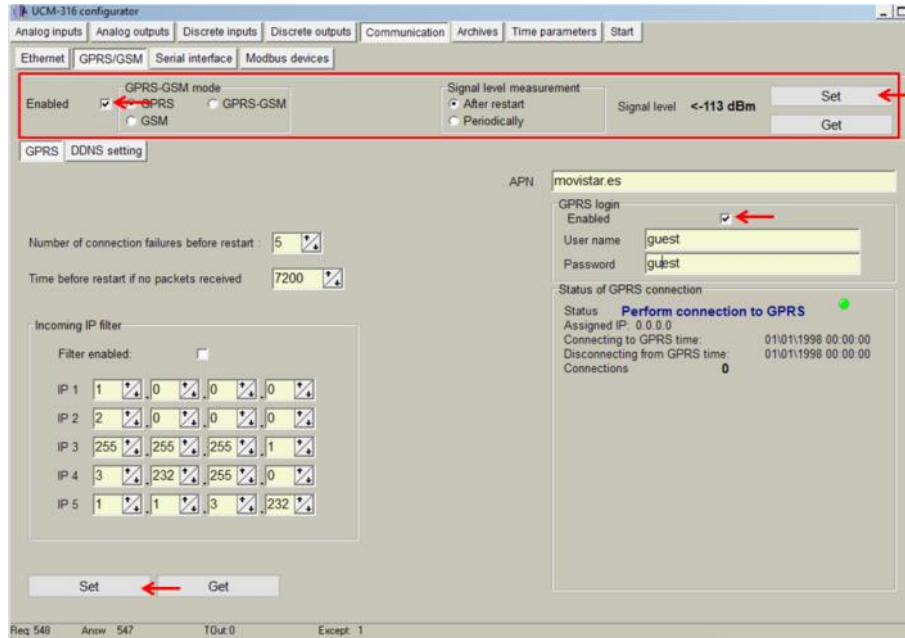 UCM-316 configurator
Analog inputs Analog outputs Discrete inputs Discrete outputs Communication Archives Time parameters Start
Ethernet GPRS/GSM Serial interface Modbus devices
GPRS-GSM mode Signal level measurement
Enabled GPRS GPRS-GSM After restart Signal level <-113 dBm Set
GSM Periodically Get
GPRS DDNS setting
APN movistar.es
GPRS login
Enabled
Number of connection failures before restart : 5 User name guest
Time before restart if no packets received 7200 Password guest
Status of GPRS connection
Status Perform connection to GPRS
Assigned IP: 0.0.0.0
Connecting to GPRS time: 01\01\1998 00:00:00
Disconnecting from GPRS time: 01\01\1998 00:00:00
Connections 0
Incoming IP filter
Filter enabled:
IP 1 1 . 0 . 0 . 0
IP 2 2 . 0 . 0 . 0
IP 3 255 . 255 . 255 . 1
IP 4 3 . 232 . 255 . 0
IP 5 1 . 1 . 3 . 232
Set Get
Req: 548 Answ 547 TOut:0 Except: 1